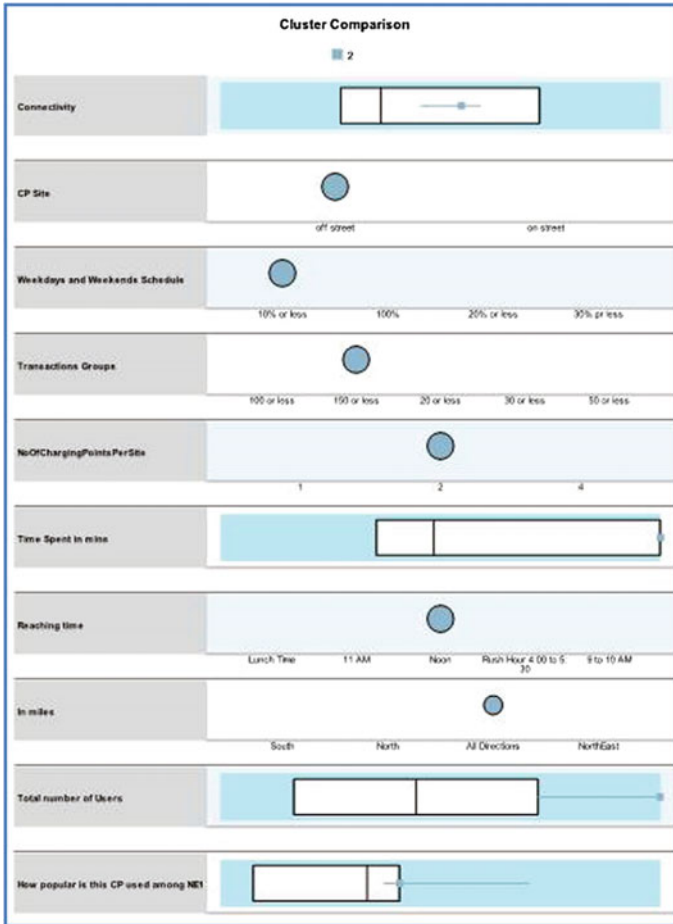 Cluster Comparison
2
Connectivity
CP Site
off street on street
Weekdays and Weekends Schedule
10% or less 100% 20% or less 30% pr less
Transactions Groups
100 or less 150 or less 20 or less 30 or less 50 or less
NoOfChargingPointsPerSite
1 2 4
Time Spent in mins
Reaching time
Lunch Time 11 AM Noon Rush Hour 4 00 to 5 9 to 10 AM
30
In miles
South North All Directions NorthEast
Total number of Users
How popular is this CP used among NE1